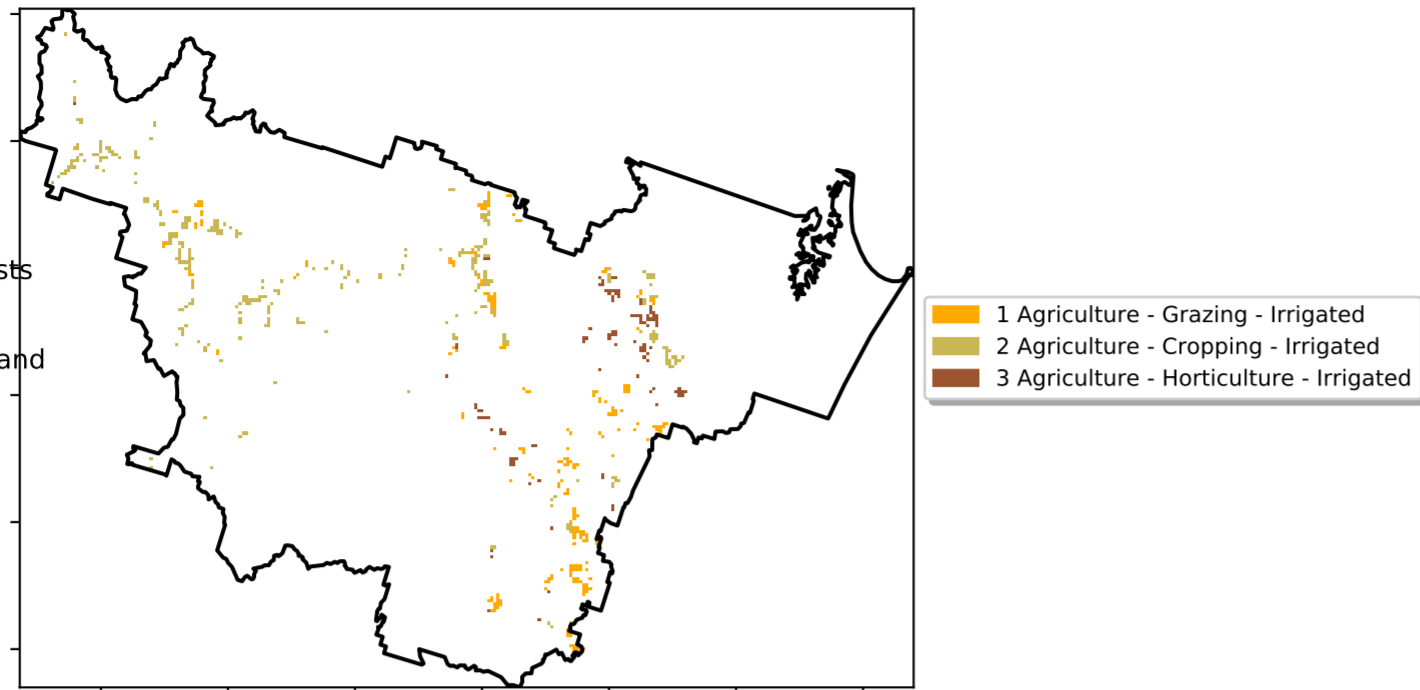 sts
and
1 Agriculture - Grazing - Irrigated
2 Agriculture - Cropping - Irrigated
3 Agriculture - Horticulture - Irrigated